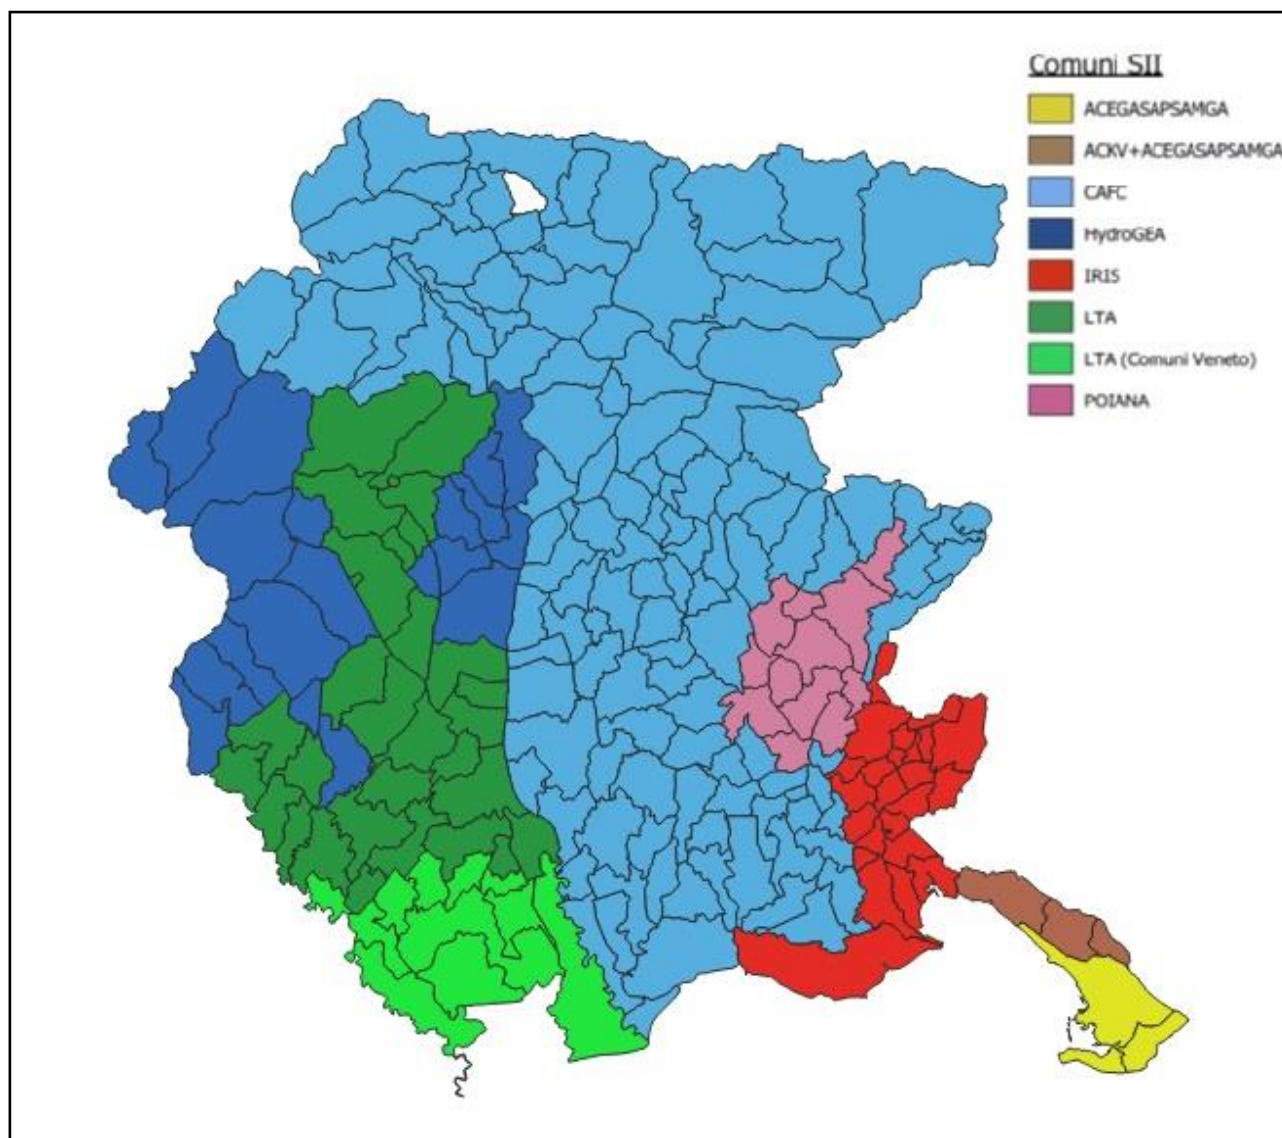 Comuni SII
ACEGASAPSAMGA
ACKV+ACEGASAPSAMGA
CAFC
HydroGEA
IRIS
LTA
LTA (Comuni Veneto)
POIANA